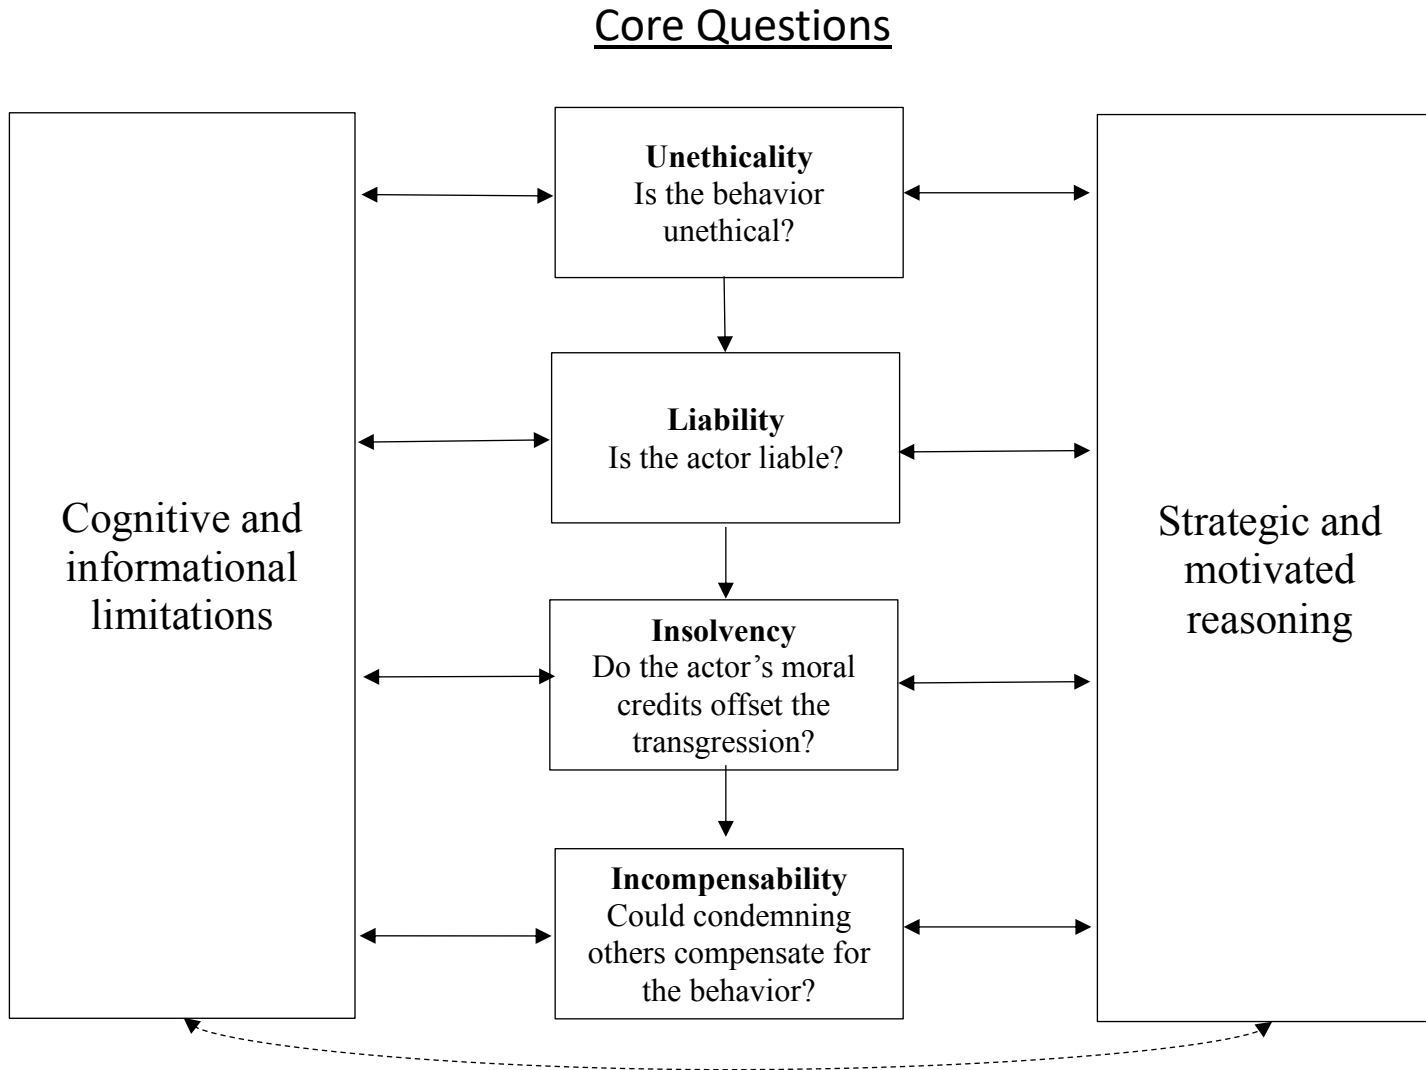 Core Questions
Cognitive and
informational
limitations
Unethicality
Is the behavior
unethical?
Liability
Is the actor liable?
Insolvency
Do the actor’s moral
credits offset the
transgression?
Incompensability
Could condemning
others compensate for
the behavior?
Strategic and
motivated
reasoning